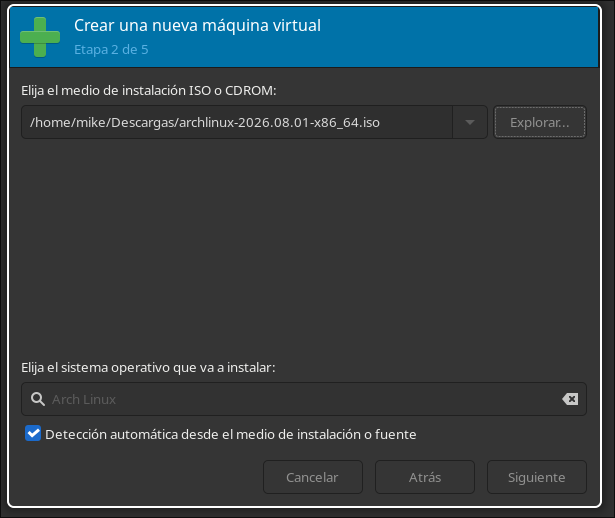 Crear una nueva máquina virtual
Etapa 2 de 5
Elija el medio de instalación ISO o CDROM:
/home/mike/Descargas/archlinux-2026.08.01-x86_64.iso
Explorar...
Elija el sistema operativo que va a instalar:
Arch Linux
Detección automática desde el medio de instalación o fuente
Cancelar Atrás Siguiente